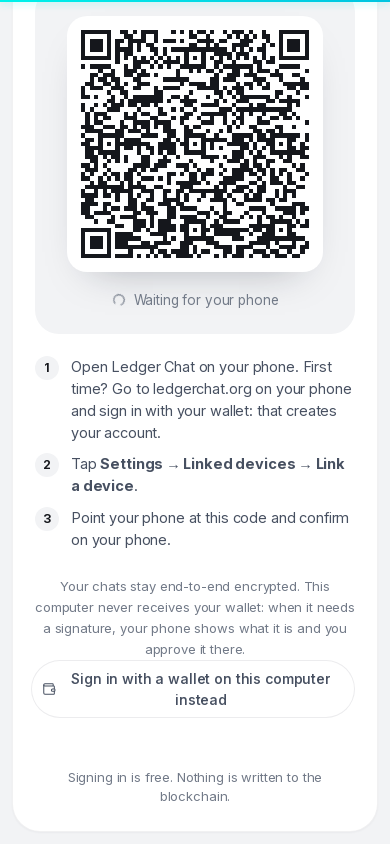 Waiting for your phone
1 Open Ledger Chat on your phone. First
time? Go to ledgerchat.org on your phone
and sign in with your wallet: that creates
your account.
2 Tap Settings → Linked devices → Link
a device.
3 Point your phone at this code and confirm
on your phone.
Your chats stay end-to-end encrypted. This
computer never receives your wallet: when it needs
a signature, your phone shows what it is and you
approve it there.
Sign in with a wallet on this computer
instead
Signing in is free. Nothing is written to the
blockchain.